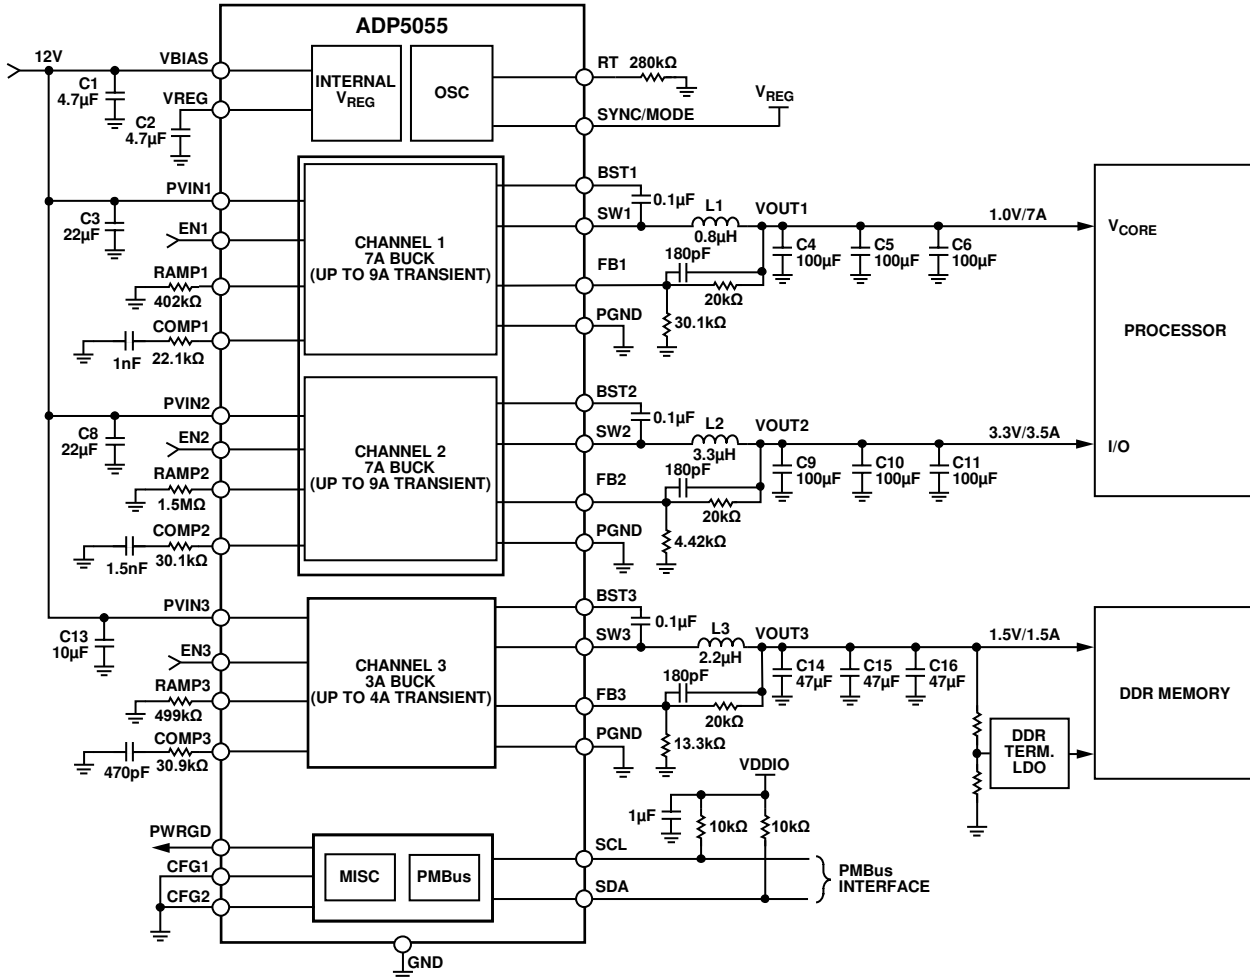 ADP5055
12V
VBIAS
C1
4.7µF
VREG
C2
4.7µF
INTERNAL
VREG
OSC
RT
280kΩ
SYNC/MODE
VREG
PVIN1
C3
22µF
EN1
RAMP1
402kΩ
COMP1
1nF
22.1kΩ
CHANNEL 1
7A BUCK
(UP TO 9A TRANSIENT)
BST1
0.1µF
SW1
L1
0.8µH
VOUT1
180pF
FB1
20kΩ
30.1kΩ
PGND
C4
100µF
C5
100µF
C6
100µF
1.0V/7A
VCORE
PROCESSOR
PVIN2
C8
22µF
EN2
RAMP2
1.5MΩ
COMP2
1.5nF
30.1kΩ
CHANNEL 2
7A BUCK
(UP TO 9A TRANSIENT)
BST2
0.1µF
SW2
L2
3.3µH
VOUT2
180pF
FB2
20kΩ
4.42kΩ
PGND
C9
100µF
C10
100µF
C11
100µF
3.3V/3.5A
I/O
PVIN3
C13
10µF
EN3
RAMP3
499kΩ
COMP3
470pF
30.9kΩ
CHANNEL 3
3A BUCK
(UP TO 4A TRANSIENT)
BST3
0.1µF
SW3
L3
2.2µH
VOUT3
180pF
FB3
20kΩ
13.3kΩ
PGND
C14
47µF
C15
47µF
C16
47µF
1.5V/1.5A
DDR MEMORY
DDR
TERM.
LDO
VDDIO
1µF
10kΩ
10kΩ
PWRGD
CFG1
CFG2
MISC
PMBus
SCL
SDA
PMBus
INTERFACE
GND